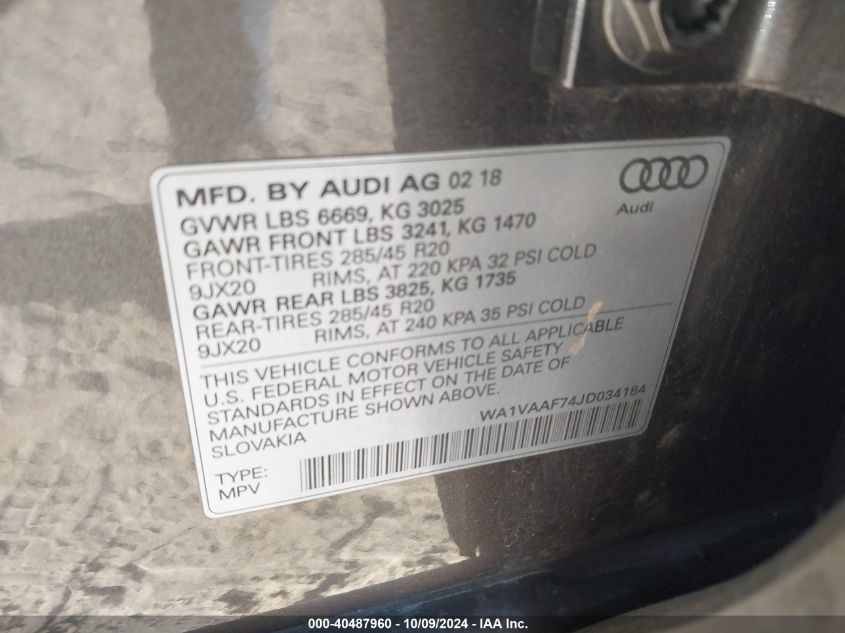 MFD. BY AUDI AG 02 18
Audi
GVWR LBS 6669, KG 3025
GAWR FRONT LBS 3241, KG 1470
FRONT-TIRES 285/45 R20
9JX20 RIMS, AT 220 KPA 32 PSI COLD
GAWR REAR LBS 3825, KG 1735
REAR-TIRES 285/45 R20
9JX20 RIMS, AT 240 KPA 35 PSI COLD
THIS VEHICLE CONFORMS TO ALL APPLICABLE
U.S. FEDERAL MOTOR VEHICLE SAFETY
STANDARDS IN EFFECT ON THE DATE OF
MANUFACTURE SHOWN ABOVE.
SLOVAKIA
WA1VAAF74JD034184
TYPE:
MPV
000-40487960 - 10/09/2024 - IAA Inc.